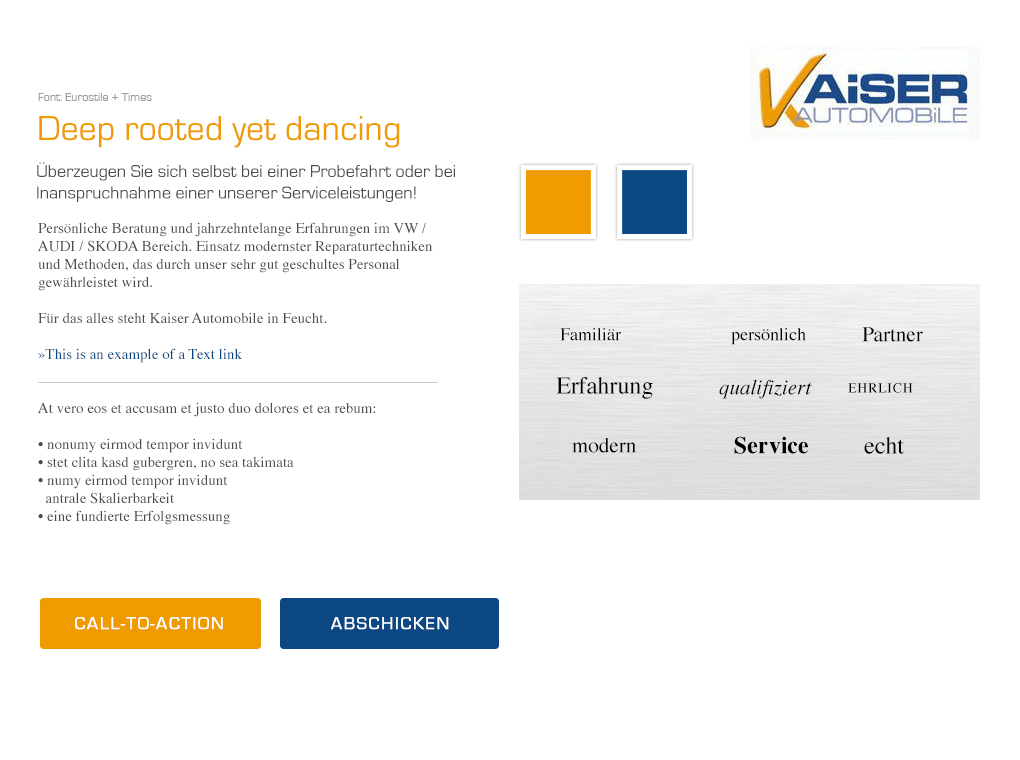 KAiSER
AUTOMOBiLE
Font: Eurostile + Times
Deep rooted yet dancing
Überzeugen Sie sich selbst bei einer Probefahrt oder bei
Inanspruchnahme einer unserer Serviceleistungen!
Persönliche Beratung und jahrzehntelange Erfahrungen im VW /
AUDI / SKODA Bereich. Einsatz modernster Reparaturtechniken
und Methoden, das durch unser sehr gut geschultes Personal
gewährleistet wird.
Für das alles steht Kaiser Automobile in Feucht.
»This is an example of a Text link
At vero eos et accusam et justo duo dolores et ea rebum:
• nonumy eirmod tempor invidunt
• stet clita kasd gubergren, no sea takimata
• numy eirmod tempor invidunt
antrale Skalierbarkeit
• eine fundierte Erfolgsmessung
Familiär persönlich Partner
Erfahrung qualifiziert EHRLICH
modern Service echt
CALL-TO-ACTION
ABSCHICKEN